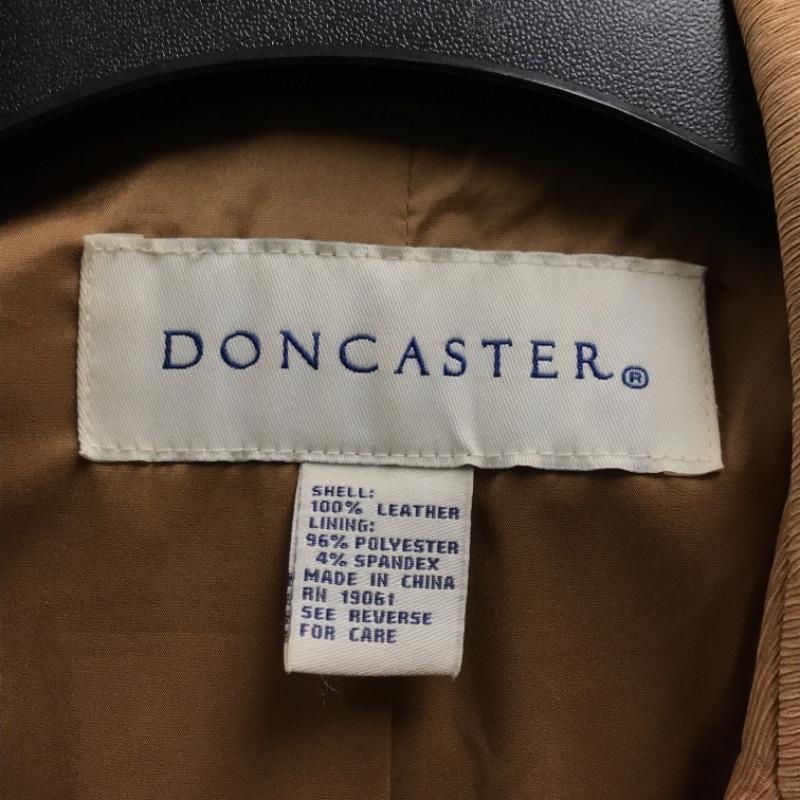 DONCASTER®
SHELL:
100% LEATHER
LINING:
96% POLYESTER
4% SPANDEX
MADE IN CHINA
RN 19061
SEE REVERSE
FOR CARE